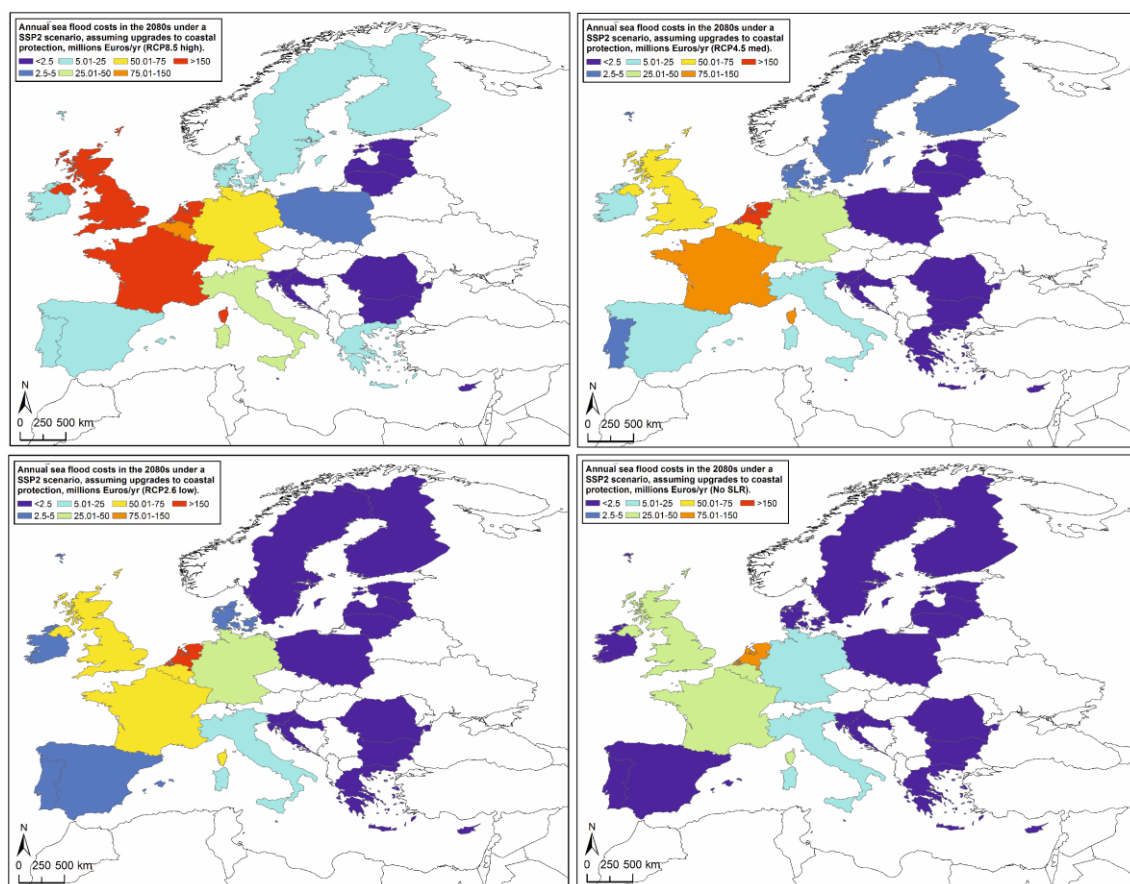 Annual sea flood costs in the 2080s under a
SSP2 scenario, assuming upgrades to coastal
protection, millions Euros/yr (RCP8.5 high).
<2.5 5.01-25 50.01-75 >150
2.5-5 25.01-50 75.01-150
N
0 250 500 km
Annual sea flood costs in the 2080s under a
SSP2 scenario, assuming upgrades to coastal
protection, millions Euros/yr (RCP4.5 med).
<2.5 5.01-25 50.01-75 >150
2.5-5 25.01-50 75.01-150
N
0 250 500 km
Annual sea flood costs in the 2080s under a
SSP2 scenario, assuming upgrades to coastal
protection, millions Euros/yr (RCP2.6 low).
<2.5 5.01-25 50.01-75 >150
2.5-5 25.01-50 75.01-150
N
0 250 500 km
Annual sea flood costs in the 2080s under a
SSP2 scenario, assuming upgrades to coastal
protection, millions Euros/yr (No SLR).
<2.5 5.01-25 50.01-75 >150
2.5-5 25.01-50 75.01-150
N
0 250 500 km